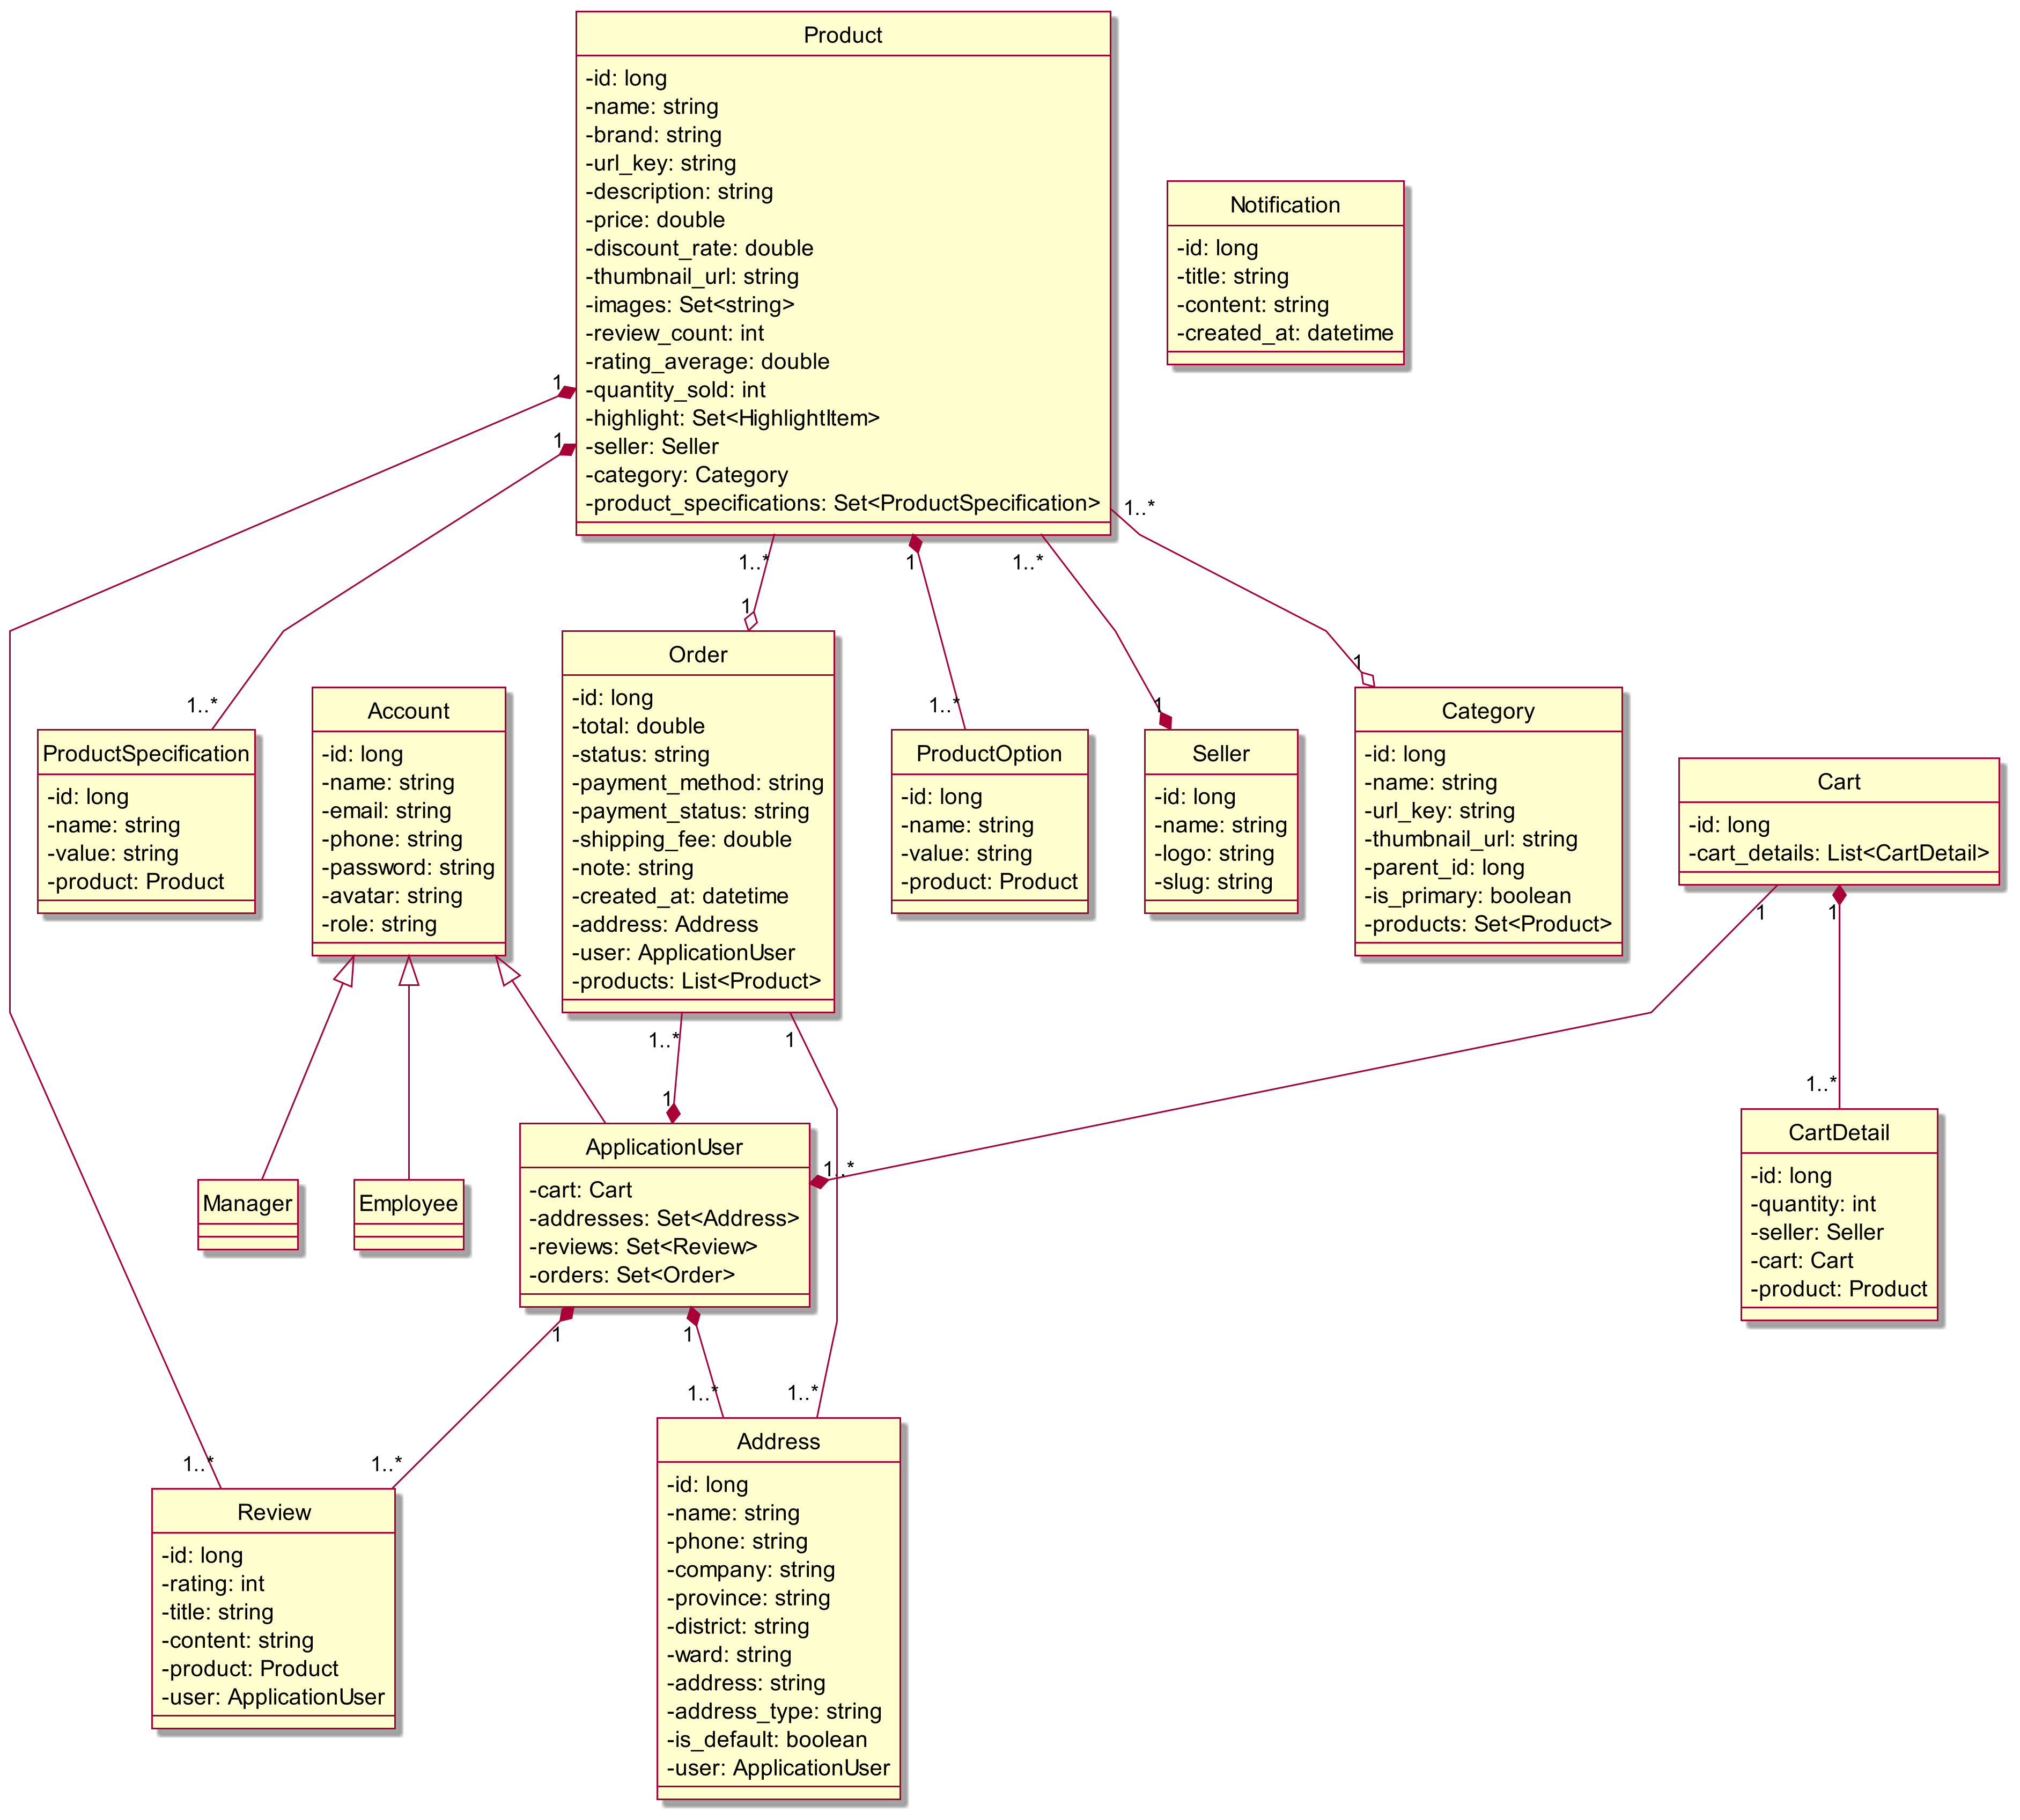 Product
-id: long
-name: string
-brand: string
-url_key: string
-description: string
-price: double
-discount_rate: double
-thumbnail_url: string
-images: Set<string>
-review_count: int
-rating_average: double
-quantity_sold: int
-highlight: Set<HighlightItem>
-seller: Seller
-category: Category
-product_specifications: Set<ProductSpecification>
Notification
-id: long
-title: string
-content: string
-created_at: datetime
1
1
1..*
1..*
1
1..*
1
1
1
1..*
1..*
Order
-id: long
-total: double
-status: string
-payment_method: string
-payment_status: string
-shipping_fee: double
-note: string
-created_at: datetime
-address: Address
-user: ApplicationUser
-products: List<Product>
Account
-id: long
-name: string
-email: string
-phone: string
-password: string
-avatar: string
-role: string
ProductSpecification
-id: long
-name: string
-value: string
-product: Product
ProductOption
-id: long
-name: string
-value: string
-product: Product
Seller
-id: long
-name: string
-logo: string
-slug: string
Category
-id: long
-name: string
-url_key: string
-thumbnail_url: string
-parent_id: long
-is_primary: boolean
-products: Set<Product>
Cart
-id: long
-cart_details: List<CartDetail>
1
1
1..*
1
1
1..*
1..*
Manager
Employee
ApplicationUser
-cart: Cart
-addresses: Set<Address>
-reviews: Set<Review>
-orders: Set<Order>
CartDetail
-id: long
-quantity: int
-seller: Seller
-cart: Cart
-product: Product
1
1
1..*
1..*
1..*
1..*
Review
-id: long
-rating: int
-title: string
-content: string
-product: Product
-user: ApplicationUser
Address
-id: long
-name: string
-phone: string
-company: string
-province: string
-district: string
-ward: string
-address: string
-address_type: string
-is_default: boolean
-user: ApplicationUser